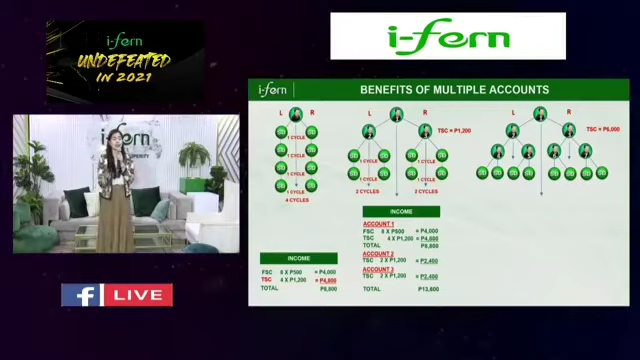 i-fern
UNDEFEATED
IN 2021
i-fern
i-fern
f LIVE
i-fern
BENEFITS OF MULTIPLE ACCOUNTS
L R
1 CYCLE
1 CYCLE
1 CYCLE
1 CYCLE
4 CYCLES
INCOME
FSC 8 X P500 = P4,000
TSC 4 X P1,200 = P4,800
TOTAL P8,800
L R
TSC = P1,200
1 CYCLE 1 CYCLE
1 CYCLE 1 CYCLE
2 CYCLES 2 CYCLES
INCOME
ACCOUNT 1
FSC 8 X P500 = P4,000
TSC 4 X P1,200 = P4,800
TOTAL P8,800
ACCOUNT 2
TSC 2 X P1,200 = P2,400
ACCOUNT 3
TSC 2 X P1,200 = P2,400
TOTAL P13,600
L R
TSC = P6,000